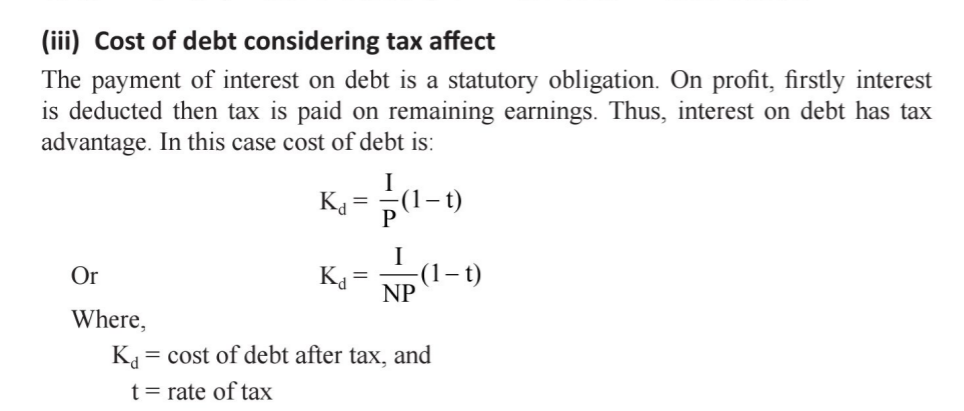 (iii) Cost of debt considering tax affect
The payment of interest on debt is a statutory obligation. On profit, firstly interest
is deducted then tax is paid on remaining earnings. Thus, interest on debt has tax
advantage. In this case cost of debt is:
K_d = I/P (1 – t)
Or K_d = I/NP (1 – t)
Where,
K_d = cost of debt after tax, and
t = rate of tax